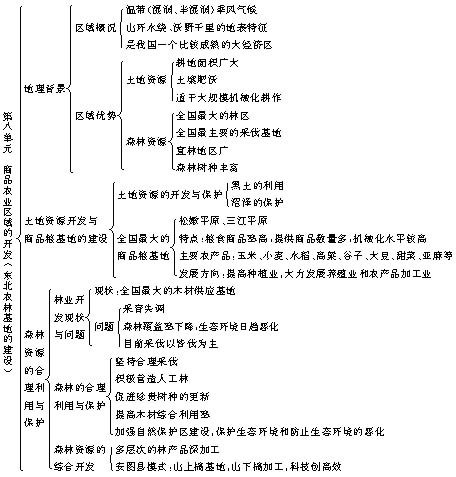 第八单元 商品农业区域的开发(东北农林基地的建设)
地理背景
区域概况
温带(湿润、半湿润)季风气候
山环水绕、沃野千里的地表特征
是我国一个比较成熟的大经济区
区域优势
土地资源
耕地面积广大
土壤肥沃
适于大规模机械化耕作
森林资源
全国最大的林区
全国最主要的采伐基地
宜林地区广
森林树种丰富
土地资源开发与
商品粮基地的建设
土地资源的开发与保护
黑土的利用
沼泽的保护
全国最大的
商品粮基地
松嫩平原、三江平原
特点:粮食商品率高,提供商品数量多,机械化水平较高
主要农产品:玉米、小麦、水稻、高粱、谷子、大豆、甜菜、亚麻等
发展方向:提高种植业,大力发展养殖业和农产品加工业
森林资源的合理利用与保护
林业开
发现状
与问题
现状:全国最大的木材供应基地
问题
采育失调
森林覆盖率下降,生态环境日趋恶化
目前采伐以皆伐为主
森林的合理
利用与保护
坚持合理采伐
积极营造人工林
促进珍贵树种的更新
提高木材综合利用率
加强自然保护区建设,保护生态环境和防止生态环境的恶化
森林资源的
综合开发
多层次的林产品深加工
安图县模式:山上搞基地,山下搞加工,科技创高效